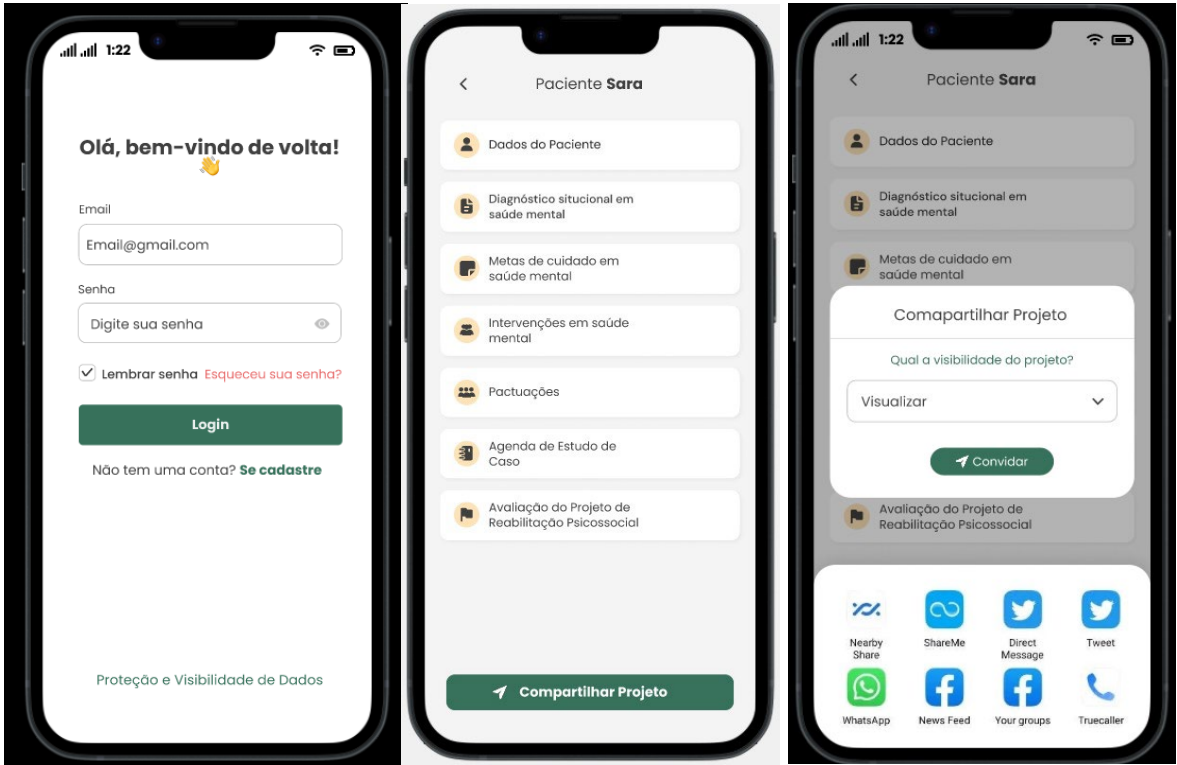 1:22
Olá, bem-vindo de volta!
Email
Email@gmail.com
Senha
Digite sua senha
Lembrar senha Esqueceu sua senha?
Login
Não tem uma conta? Se cadastre
Proteção e Visibilidade de Dados
Paciente Sara
Dados do Paciente
Diagnóstico situcional em
saúde mental
Metas de cuidado em
saúde mental
Intervenções em saúde
mental
Pactuações
Agenda de Estudo de
Caso
Avaliação do Projeto de
Reabilitação Psicossocial
Compartilhar Projeto
1:22
Paciente Sara
Dados do Paciente
Diagnóstico situcional em
saúde mental
Metas de cuidado em
saúde mental
Comapartilhar Projeto
Qual a visibilidade do projeto?
Visualizar
Convidar
Avaliação do Projeto de
Reabilitação Psicossocial
Nearby
Share
ShareMe
Direct
Message
Tweet
WhatsApp
News Feed
Your groups
Truecaller